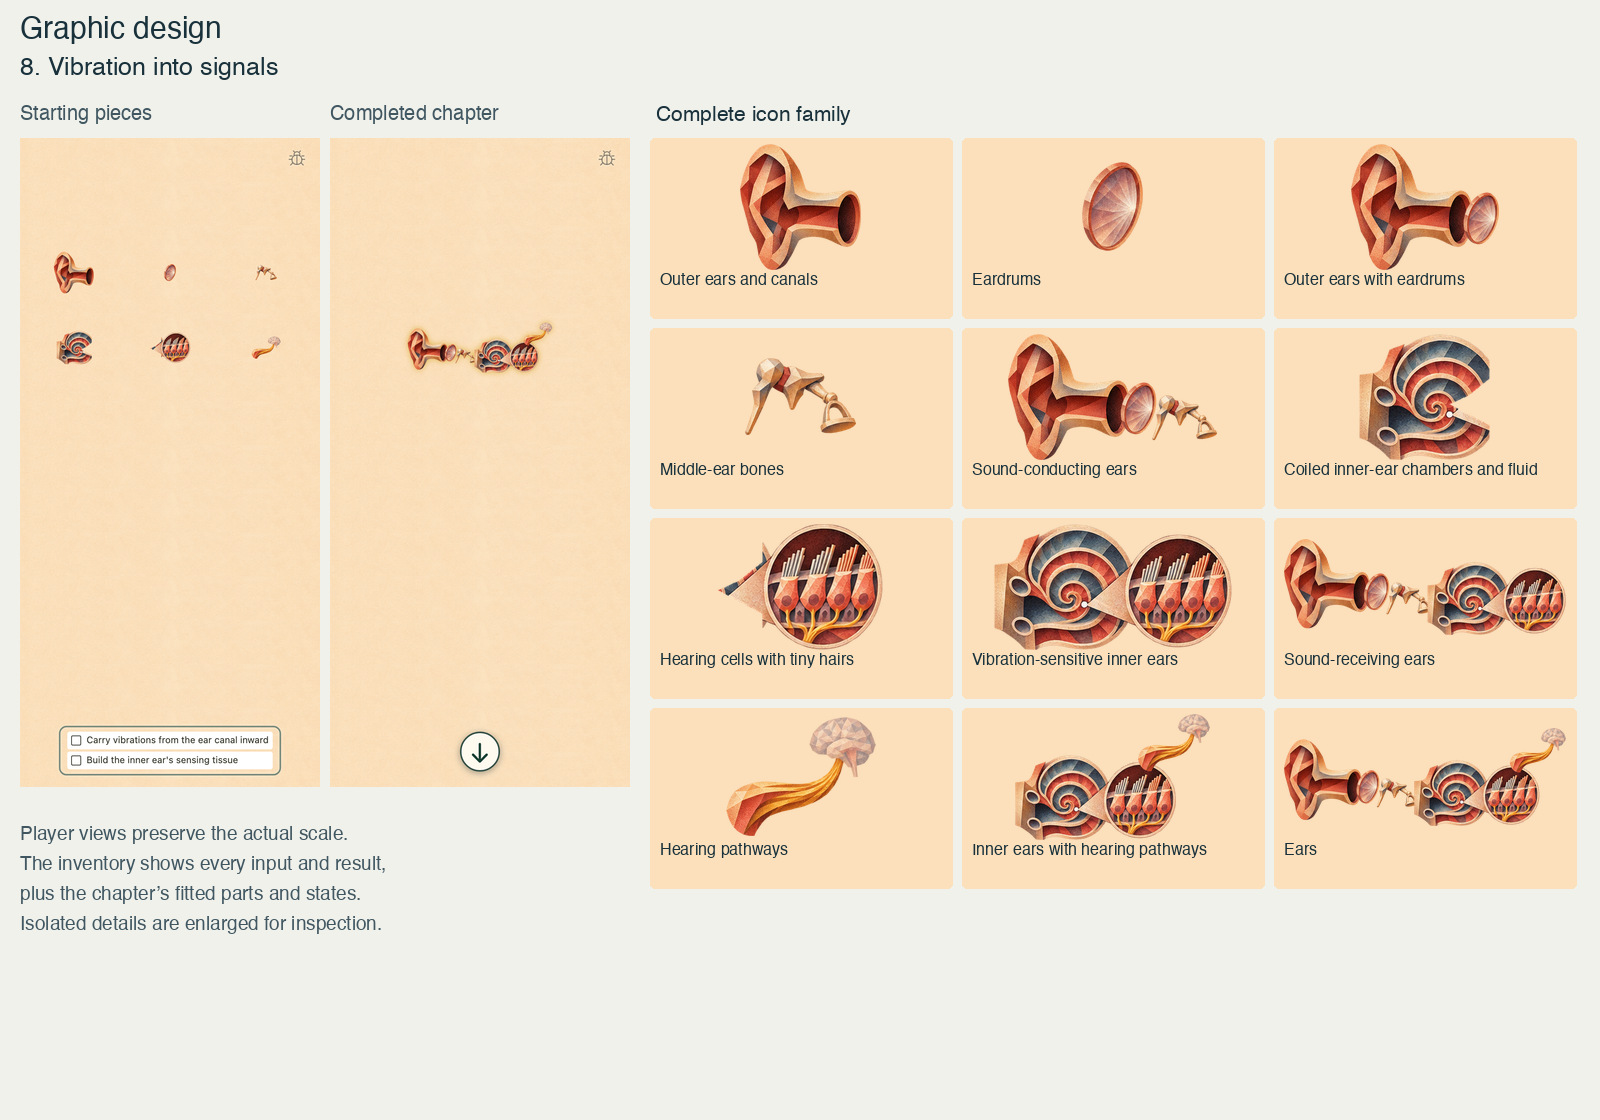 Graphic design
8. Vibration into signals
Starting pieces
Completed chapter
Complete icon family
Carry vibrations from the ear canal inward
Build the inner ear's sensing tissue
Player views preserve the actual scale.
The inventory shows every input and result,
plus the chapter’s fitted parts and states.
Isolated details are enlarged for inspection.
Outer ears and canals
Eardrums
Outer ears with eardrums
Middle-ear bones
Sound-conducting ears
Coiled inner-ear chambers and fluid
Hearing cells with tiny hairs
Vibration-sensitive inner ears
Sound-receiving ears
Hearing pathways
Inner ears with hearing pathways
Ears